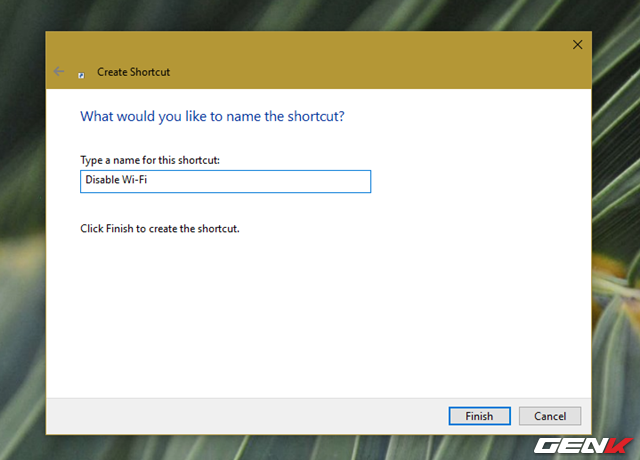 Create Shortcut
What would you like to name the shortcut?
Type a name for this shortcut:
Disable Wi-Fi
Click Finish to create the shortcut.
Finish Cancel
GENK